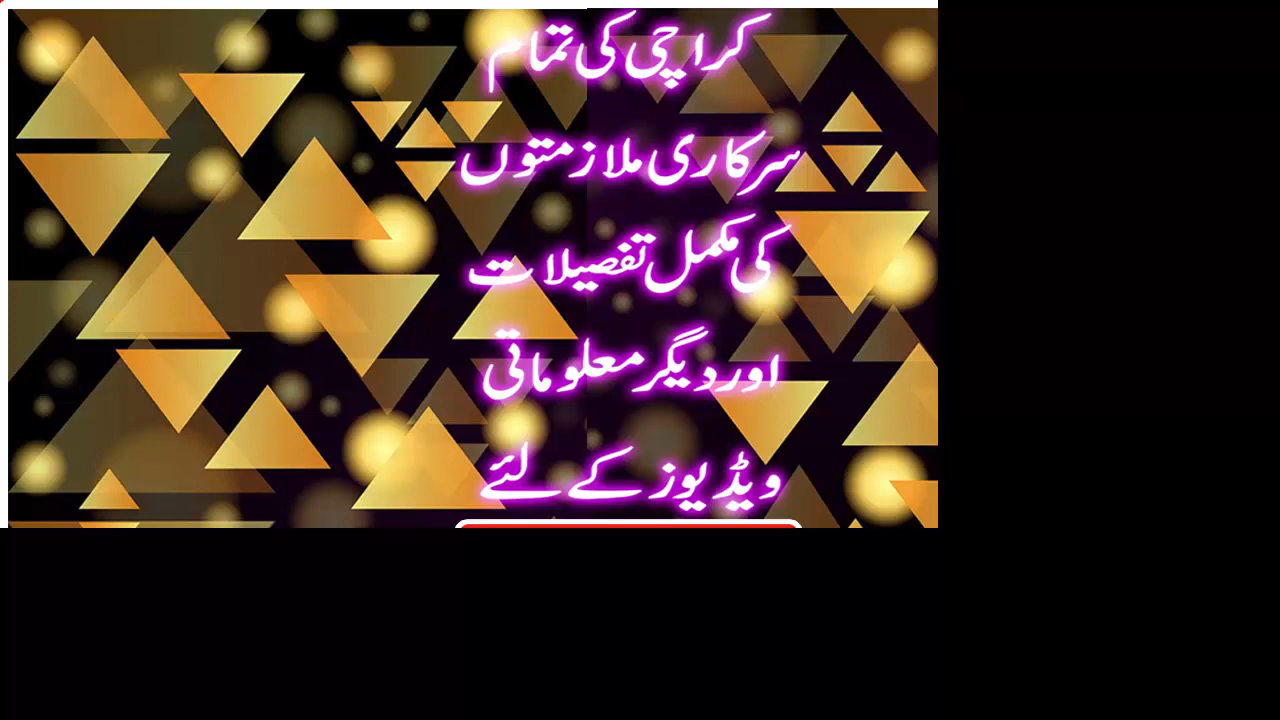 کراچی کی تمام
سرکاری ملازمتوں
کی مکمل تفصیلات
اور دیگر معلوماتی
ویڈیوز کے لئے